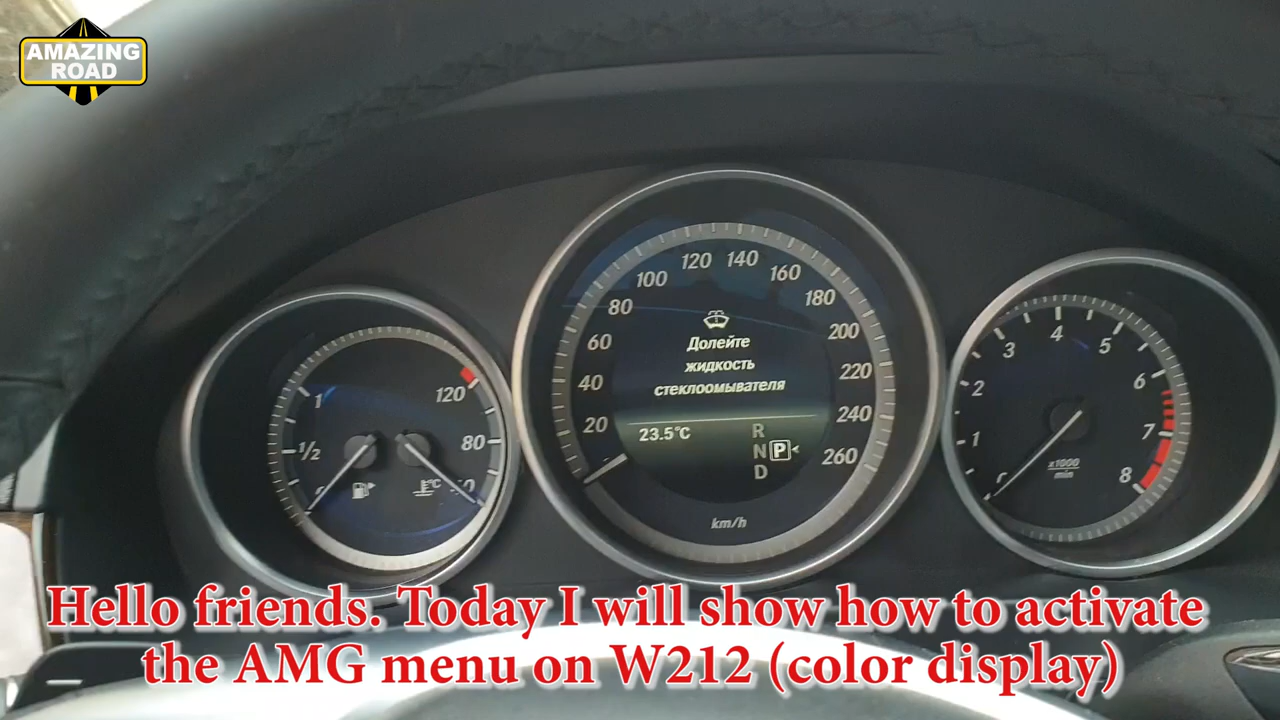 AMAZING
ROAD
120
140
100
160
80
180
60
200
40
220
20
240
260
Долейте
жидкость
стеклоомывателя
23.5°C
R
N P
D
km/h
1
1/2
120
80
°C
1
2
3
4
5
6
7
8
x1000
min
Hello friends. Today I will show how to activate
the AMG menu on W212 (color display)